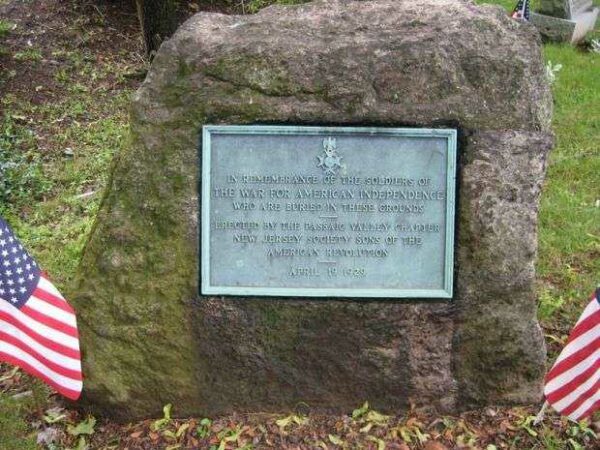 IN REMEMBRANCE OF THE SOLDIERS OF
THE WAR FOR AMERICAN INDEPENDENCE
WHO ARE BURIED IN THESE GROUNDS
ERECTED BY THE PASSAIC VALLEY CHAPTER
NEW JERSEY SOCIETY SONS OF THE
AMERICAN REVOLUTION
APRIL 19, 1929